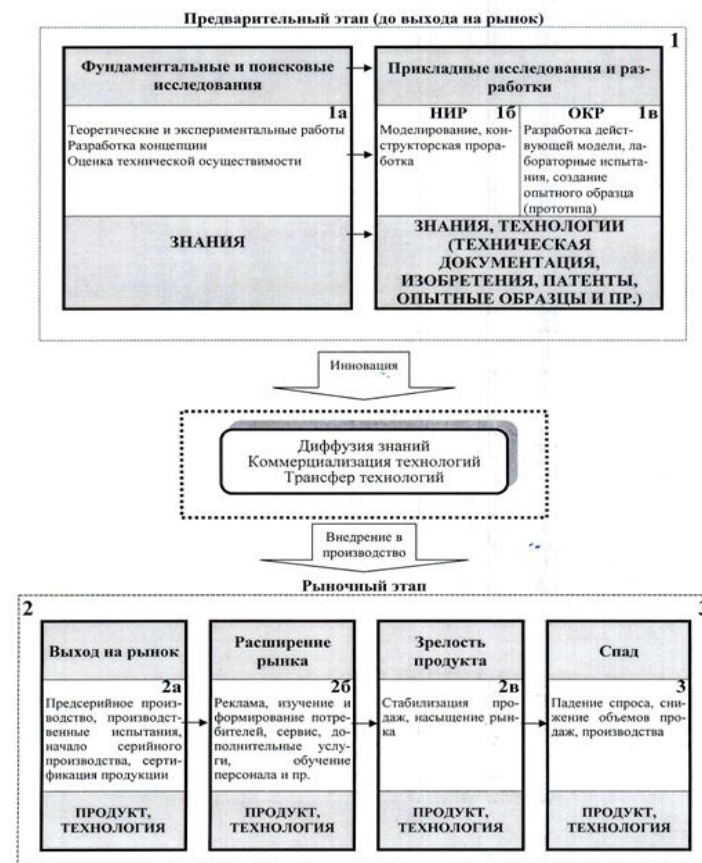 Предварительный этап (до выхода на рынок)
1
Фундаментальные и поисковые
исследования
1а
Теоретические и экспериментальные работы
Разработка концепции
Оценка технической осуществимости
ЗНАНИЯ
Прикладные исследования и раз-
работки
НИР 1б
Моделирование, кон-
структорская прора-
ботка
ОКР 1в
Разработка дейст-
вующей модели, ла-
бораторные испыта-
ния, создание
опытного образца
(прототипа)
ЗНАНИЯ, ТЕХНОЛОГИИ
(ТЕХНИЧЕСКАЯ
ДОКУМЕНТАЦИЯ,
ИЗОБРЕТЕНИЯ, ПАТЕНТЫ,
ОПЫТНЫЕ ОБРАЗЦЫ И ПР.)
Инновация
Диффузия знаний
Коммерциализация технологий
Трансфер технологий
Внедрение в
производство
Рыночный этап
2
3
Выход на рынок
2а
Предсерийное произ-
водство, производст-
венные испытания,
начало серийного
производства, серти-
фикация продукции
ПРОДУКТ,
ТЕХНОЛОГИЯ
Расширение
рынка
2б
Реклама, изучение и
формирование потре-
бителей, сервис, до-
полнительные услу-
ги, обучение
персонала и пр.
ПРОДУКТ,
ТЕХНОЛОГИЯ
Зрелость
продукта
2в
Стабилизация про-
даж, насыщение рын-
ка
ПРОДУКТ,
ТЕХНОЛОГИЯ
Спад
3
Падение спроса, сни-
жение объемов про-
даж, производства
ПРОДУКТ,
ТЕХНОЛОГИЯ